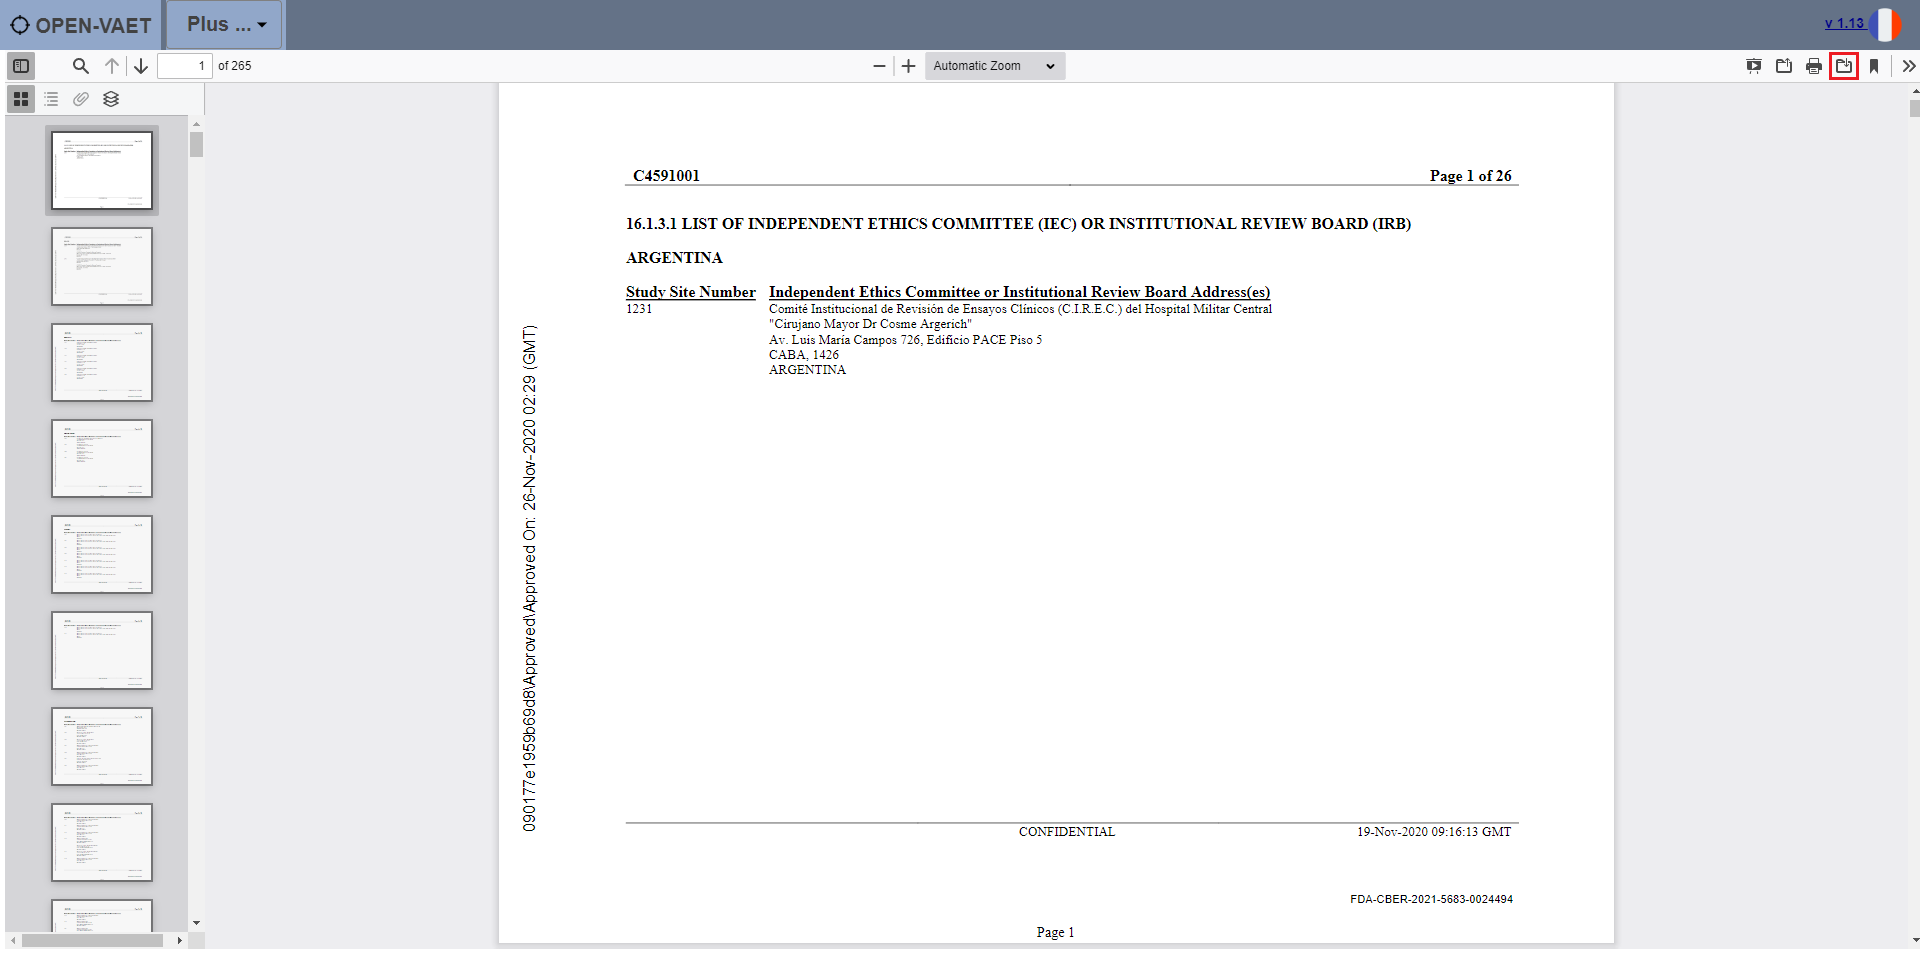 OPEN-VAET
Plus ...
v 1.13
1
of 265
Automatic Zoom
C4591001
Page 1 of 26
16.1.3.1 LIST OF INDEPENDENT ETHICS COMMITTEE (IEC) OR INSTITUTIONAL REVIEW BOARD (IRB)
ARGENTINA
Study Site Number
Independent Ethics Committee or Institutional Review Board Address(es)
1231
Comité Institucional de Revisión de Ensayos Clínicos (C.I.R.E.C.) del Hospital Militar Central
"Cirujano Mayor Dr Cosme Argerich"
Av. Luis María Campos 726, Edificio PACE Piso 5
CABA, 1426
ARGENTINA
090177e1959b69d8\Approved\Approved On: 26-Nov-2020 02:29 (GMT)
CONFIDENTIAL
19-Nov-2020 09:16:13 GMT
FDA-CBER-2021-5683-0024494
Page 1